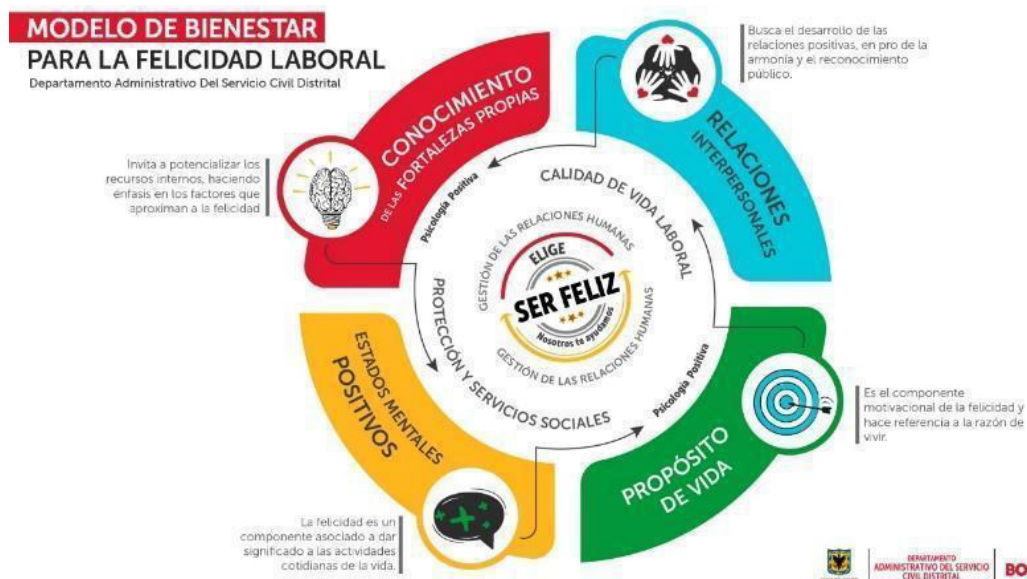 MODELO DE BIENESTAR
PARA LA FELICIDAD LABORAL
Departamento Administrativo Del Servicio Civil Distrital
Busca el desarrollo de las
relaciones positivas, en pro de la
armonía y el reconocimiento
público.
CONOCIMIENTO
DE LAS FORTALEZAS PROPIAS
RELACIONES
INTERPERSONALES
Invita a potencializar los
recursos internos, haciendo
énfasis en los factores que
aproximan a la felicidad
Psicología Positiva
CALIDAD DE VIDA LABORAL
GESTIÓN DE LAS RELACIONES HUMANAS
ELIGE
SER FELIZ
Nosotros te ayudamos
GESTIÓN DE LAS RELACIONES HUMANAS
PROTECCIÓN Y SERVICIOS SOCIALES
Psicología Positiva
ESTADOS MENTALES
POSITIVOS
PROPÓSITO
DE VIDA
Es el componente
motivacional de la felicidad y
hace referencia a la razón de
vivir.
La felicidad es un
componente asociado a dar
significado a las actividades
cotidianas de la vida.
DEPARTAMENTO
ADMINISTRATIVO DEL SERVICIO
CIVIL DISTRITAL
BO